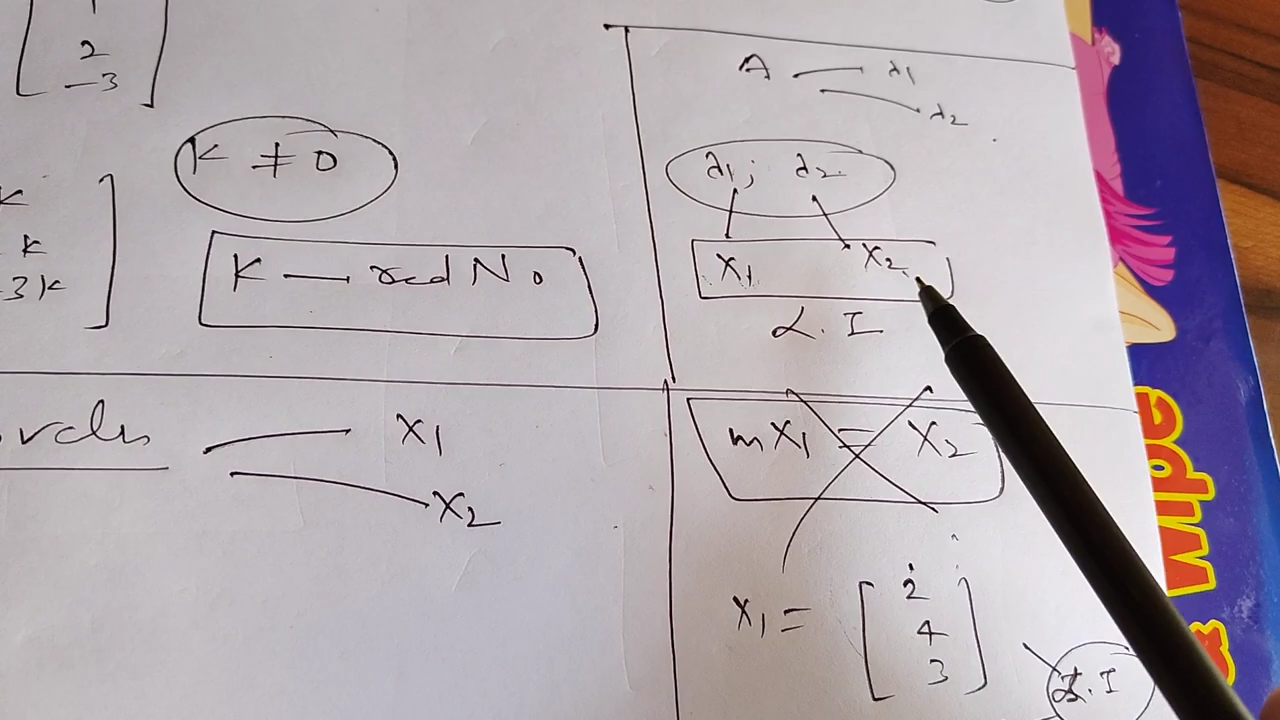 2
-3
K ≠ 0
K
K
3K
K — real No
A — λ1
λ2
λ1; λ2
X1 X2
L.I
X1
X2
mX1 = X2
X1 = [2
4
3]
L.I
wipe